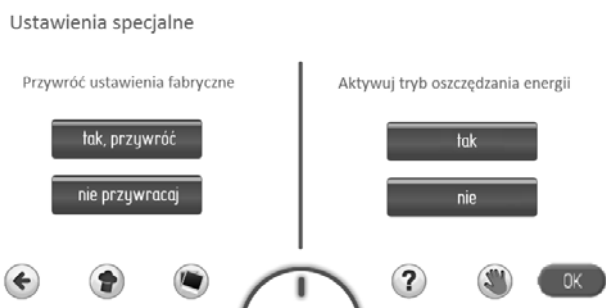 Ustawienia specjalne
Przywróć ustawienia fabryczne
tak, przywróć
nie przywracaj
Aktywuj tryb oszczędzania energii
tak
nie
?
OK